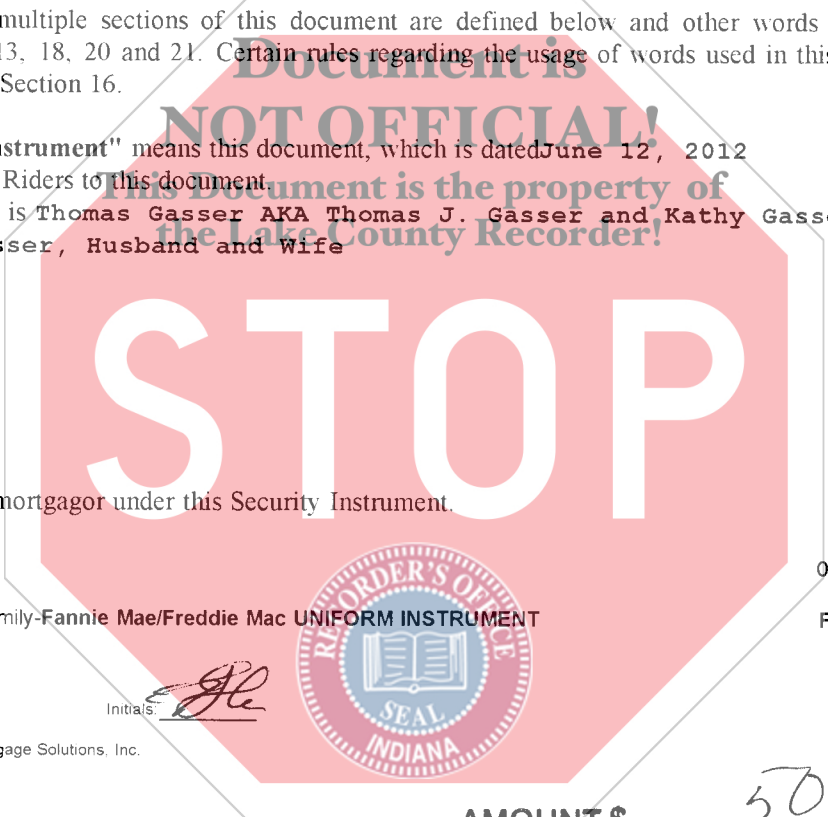 multiple sections of this document are defined below and other words
13, 18, 20 and 21. Certain rules regarding the usage of words used in this
Section 16.
Document is
NOT OFFICIAL!
This Document is the property of
the Lake County Recorder!
strument" means this document, which is datedJune 12, 2012
Riders to this document.
is Thomas Gasser AKA Thomas J. Gasser and Kathy Gass
sser, Husband and Wife
STOP
mortgagor under this Security Instrument.
0
mily-Fannie Mae/Freddie Mac UNIFORM INSTRUMENT
F
RECORDER'S OFFICE
SEAL
INDIANA
Initials:
gage Solutions, Inc.
AMOUNT $
50